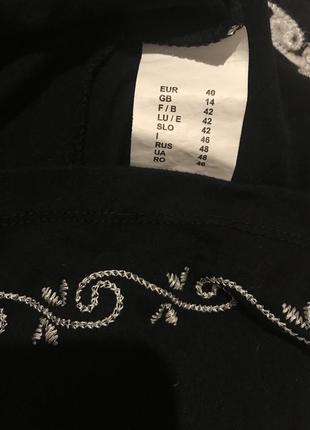 EUR 40
GB 14
F / B 42
LU / E 42
SLO 42
I 46
RUS 48
UA 48
RO 46